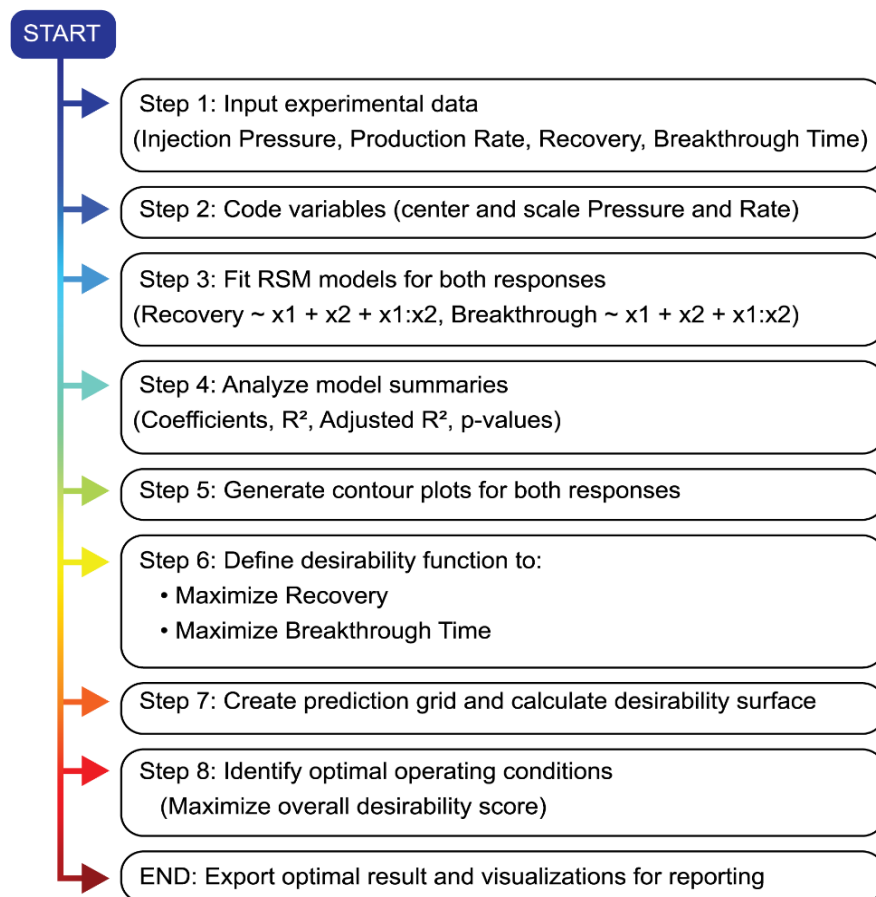 START
Step 1: Input experimental data
(Injection Pressure, Production Rate, Recovery, Breakthrough Time)
Step 2: Code variables (center and scale Pressure and Rate)
Step 3: Fit RSM models for both responses
(Recovery ~ x1 + x2 + x1:x2, Breakthrough ~ x1 + x2 + x1:x2)
Step 4: Analyze model summaries
(Coefficients, R², Adjusted R², p-values)
Step 5: Generate contour plots for both responses
Step 6: Define desirability function to:
• Maximize Recovery
• Maximize Breakthrough Time
Step 7: Create prediction grid and calculate desirability surface
Step 8: Identify optimal operating conditions
(Maximize overall desirability score)
END: Export optimal result and visualizations for reporting